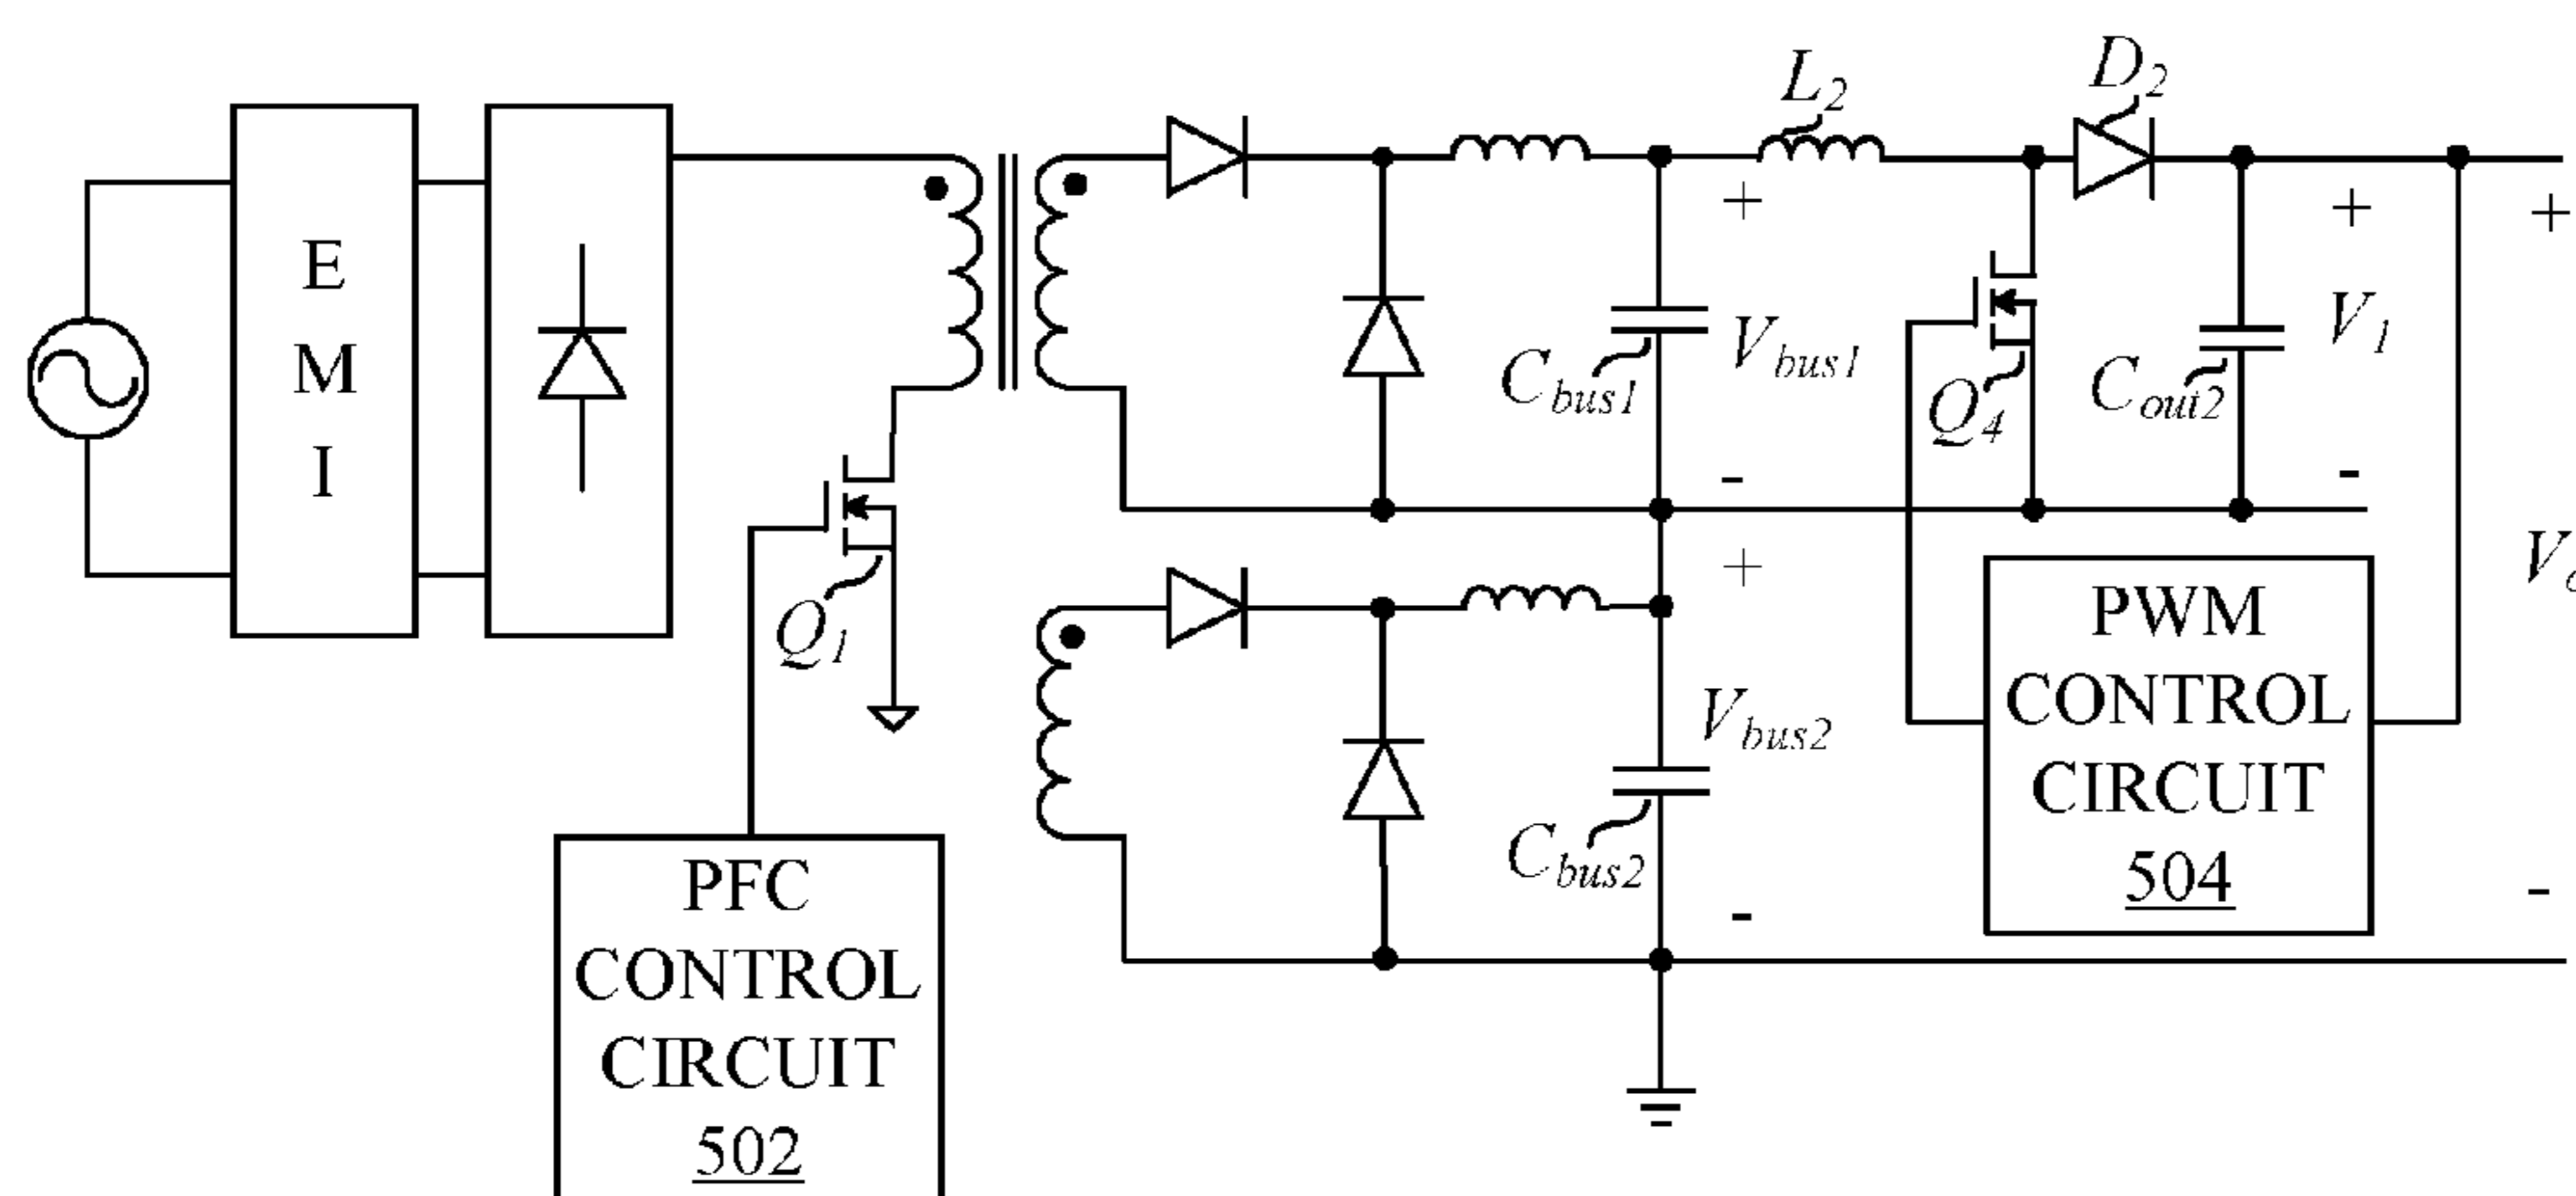 E
M
I
Q1
PFC
CONTROL
CIRCUIT
502
L2
D2
+
+
+
Cbus1
Vbus1
Q4
Cout2
V1
-
-
+
Cbus2
Vbus2
-
PWM
CONTROL
CIRCUIT
504
-